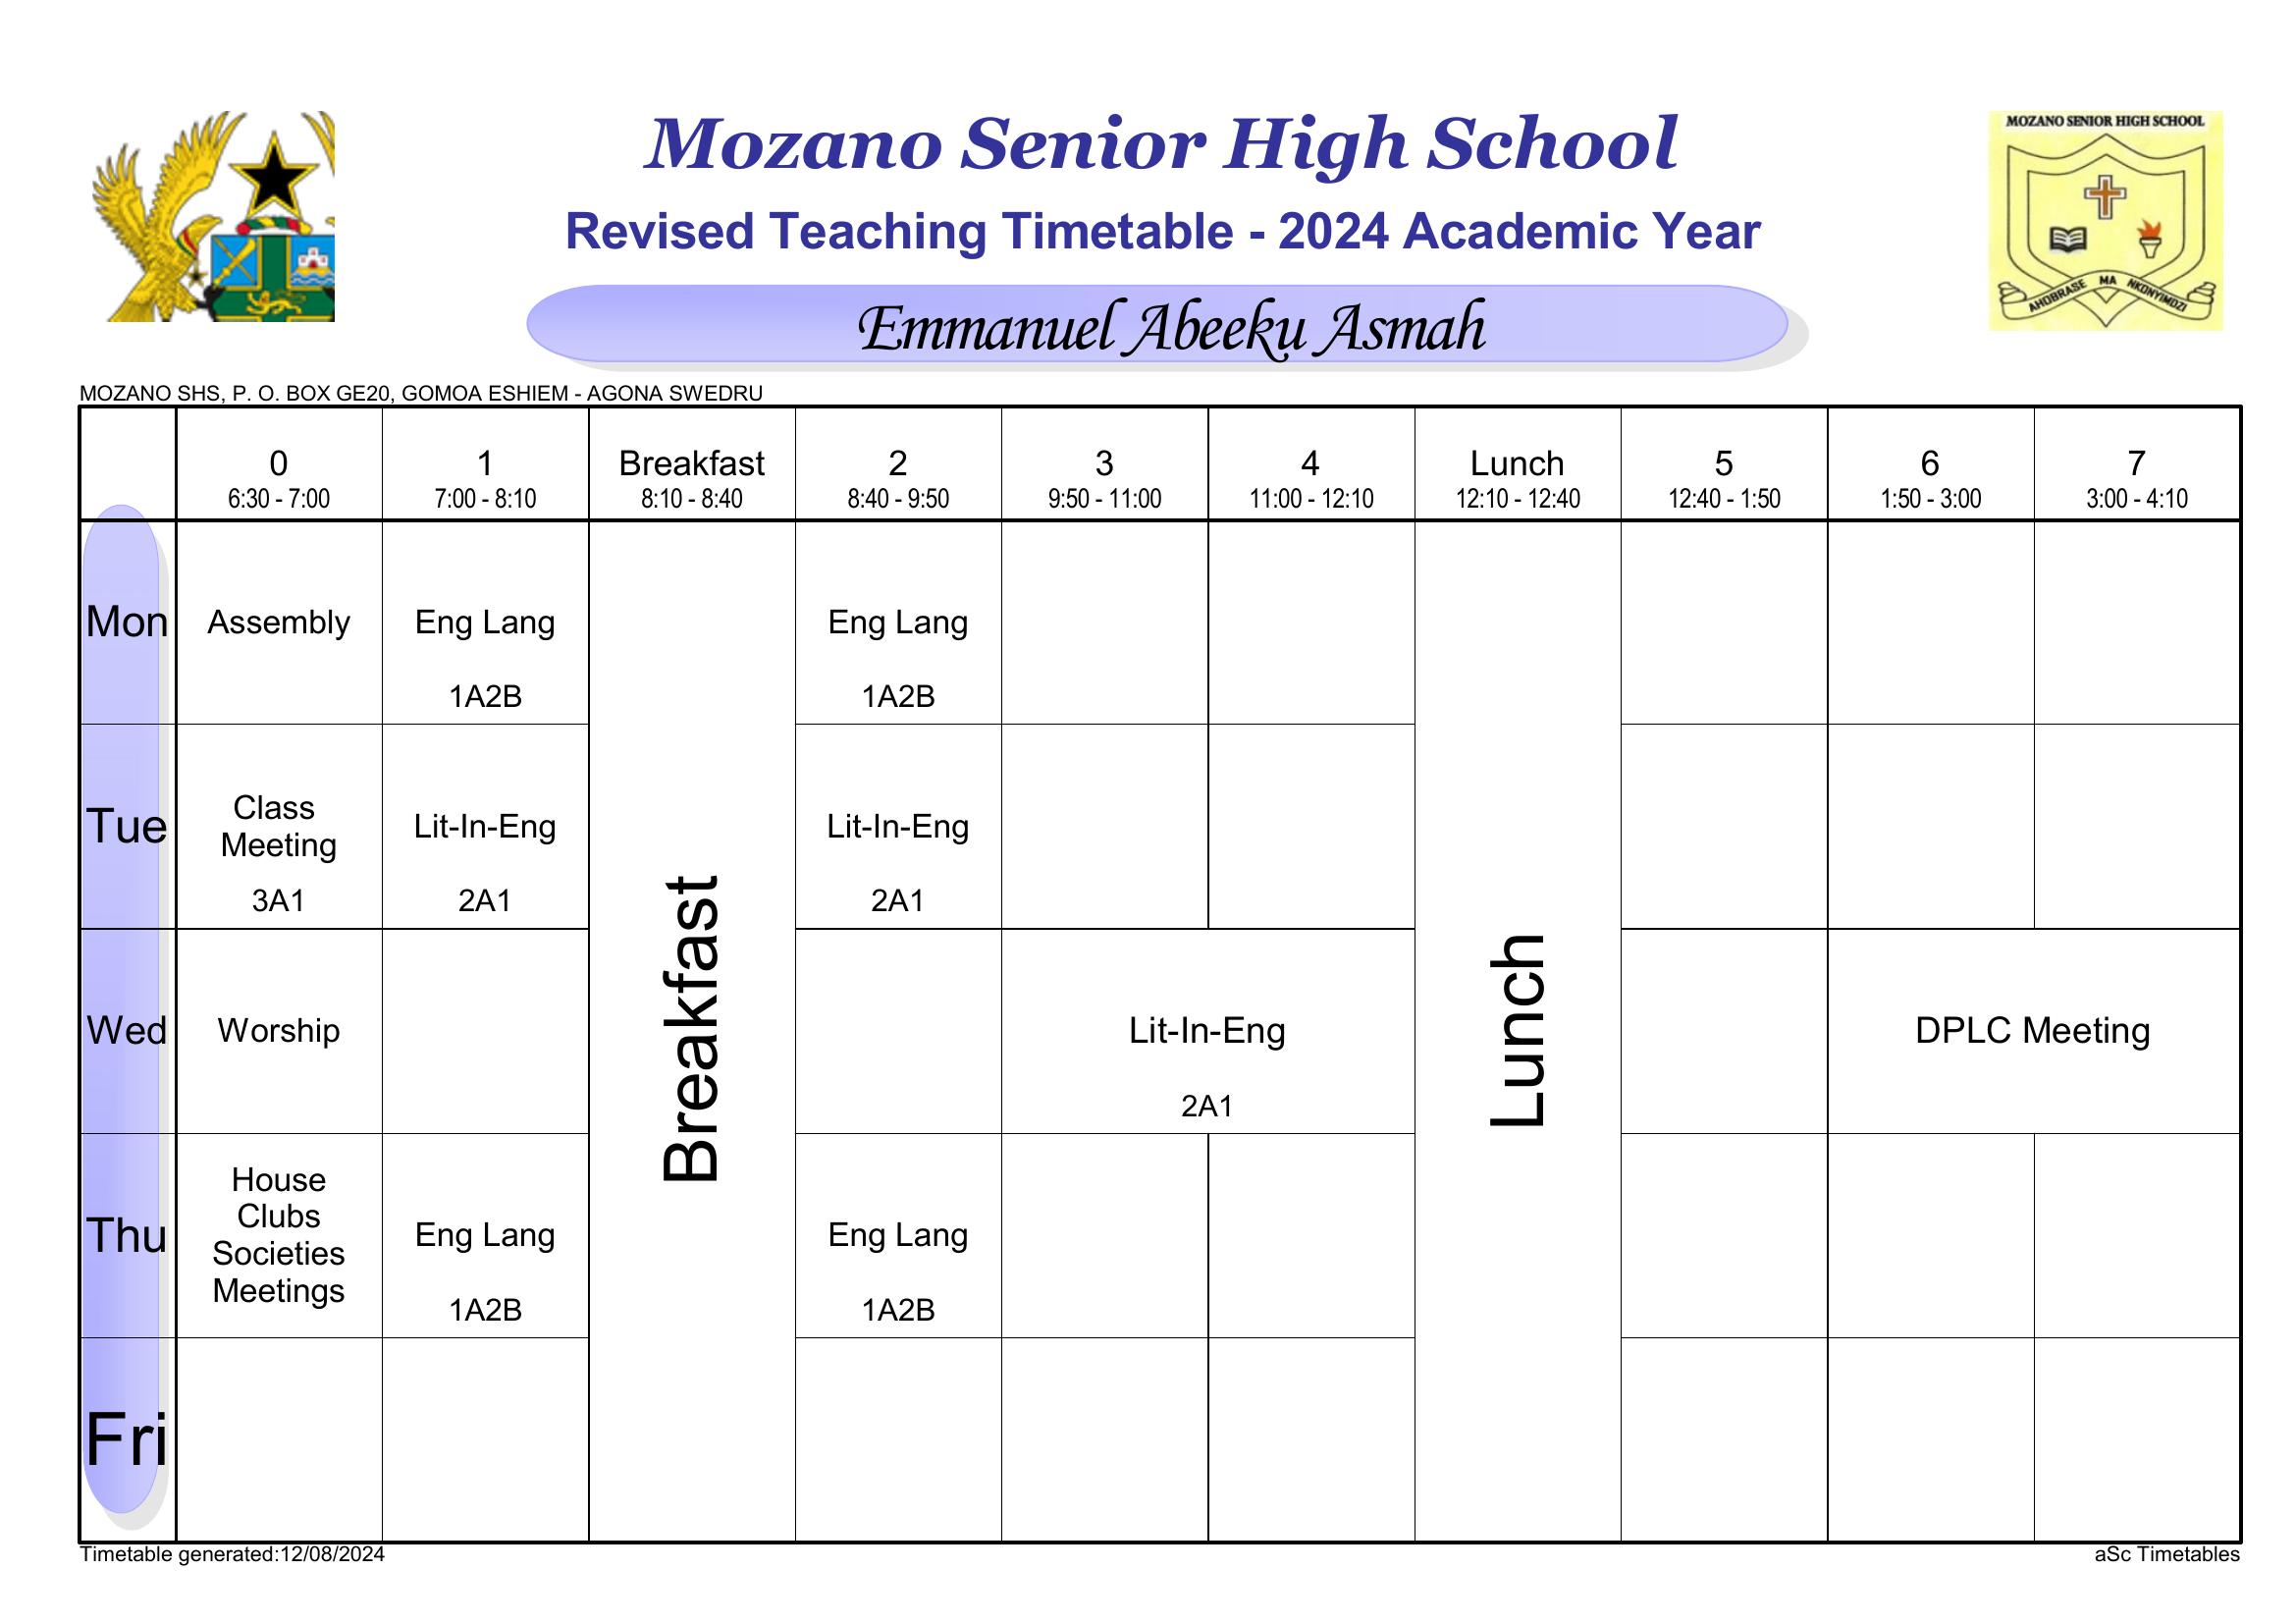 Mozano Senior High School
Revised Teaching Timetable - 2024 Academic Year
Emmanuel Abeeku Asmah
MOZANO SENIOR HIGH SCHOOL
AHOBRASE MA NKONYIMDZI
MOZANO SHS, P. O. BOX GE20, GOMOA ESHIEM - AGONA SWEDRU
0 1 Breakfast 2 3 4 Lunch 5 6 7
6:30 - 7:00 7:00 - 8:10 8:10 - 8:40 8:40 - 9:50 9:50 - 11:00 11:00 - 12:10 12:10 - 12:40 12:40 - 1:50 1:50 - 3:00 3:00 - 4:10
Mon Assembly Eng Lang Eng Lang
1A2B 1A2B
Tue Class Meeting Lit-In-Eng Lit-In-Eng
3A1 2A1 2A1
Breakfast
Lunch
Wed Worship Lit-In-Eng DPLC Meeting
2A1
Thu House Clubs Societies Meetings Eng Lang Eng Lang
1A2B 1A2B
Fri
Timetable generated:12/08/2024
aSc Timetables